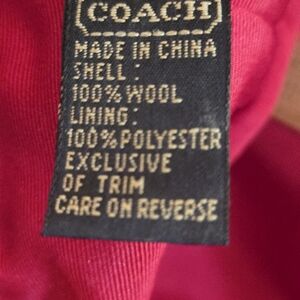 COACH
MADE IN CHINA
SHELL :
100% WOOL
LINING:
100% POLYESTER
EXCLUSIVE
OF TRIM
CARE ON REVERSE